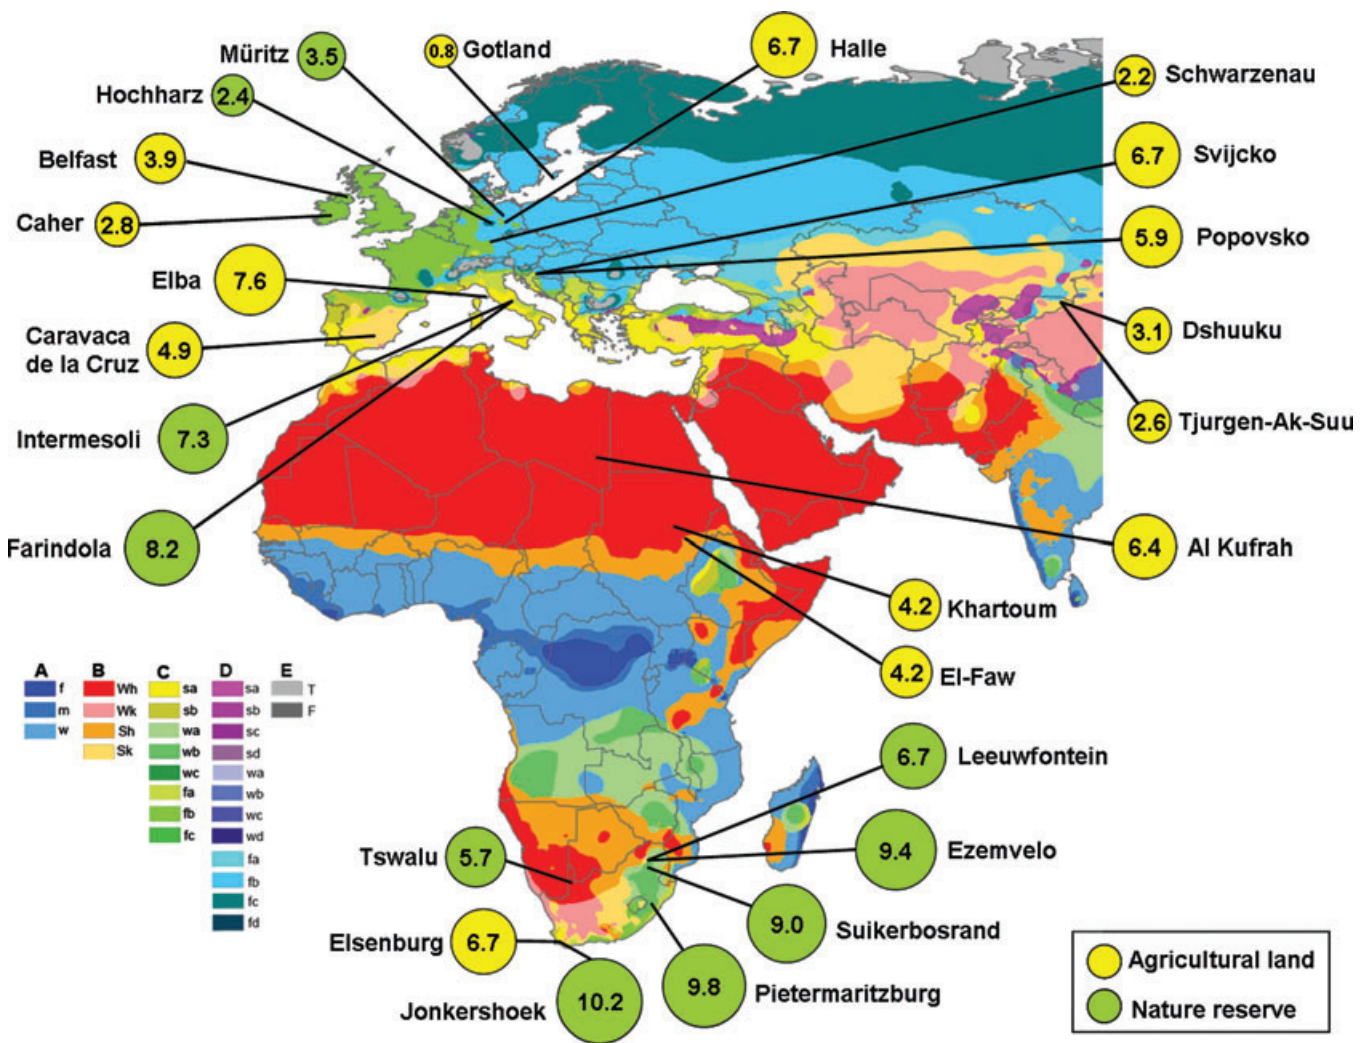 Müritz 3.5
0.8 Gotland
6.7 Halle
Hochharz 2.4
2.2 Schwarzenau
Belfast 3.9
6.7 Svijcko
Caher 2.8
5.9 Popovsko
Elba 7.6
Caravaca
de la Cruz 4.9
3.1 Dshuuku
Intermesoli 7.3
2.6 Tjurgen-Ak-Suu
Farindola 8.2
6.4 Al Kufrah
4.2 Khartoum
4.2 El-Faw
A B C D E
f Wh sa sa T
m Wk sb sb F
w Sh wa sc
Sk wb sd
wc wa
fa wb
fb wc
fc wd
fa
fb
fc
fd
6.7 Leeuwfontein
Tswalu 5.7
9.4 Ezemvelo
9.0 Suikerbosrand
Elsenburg 6.7
9.8 Pietermaritzburg
Jonkershoek 10.2
Agricultural land
Nature reserve